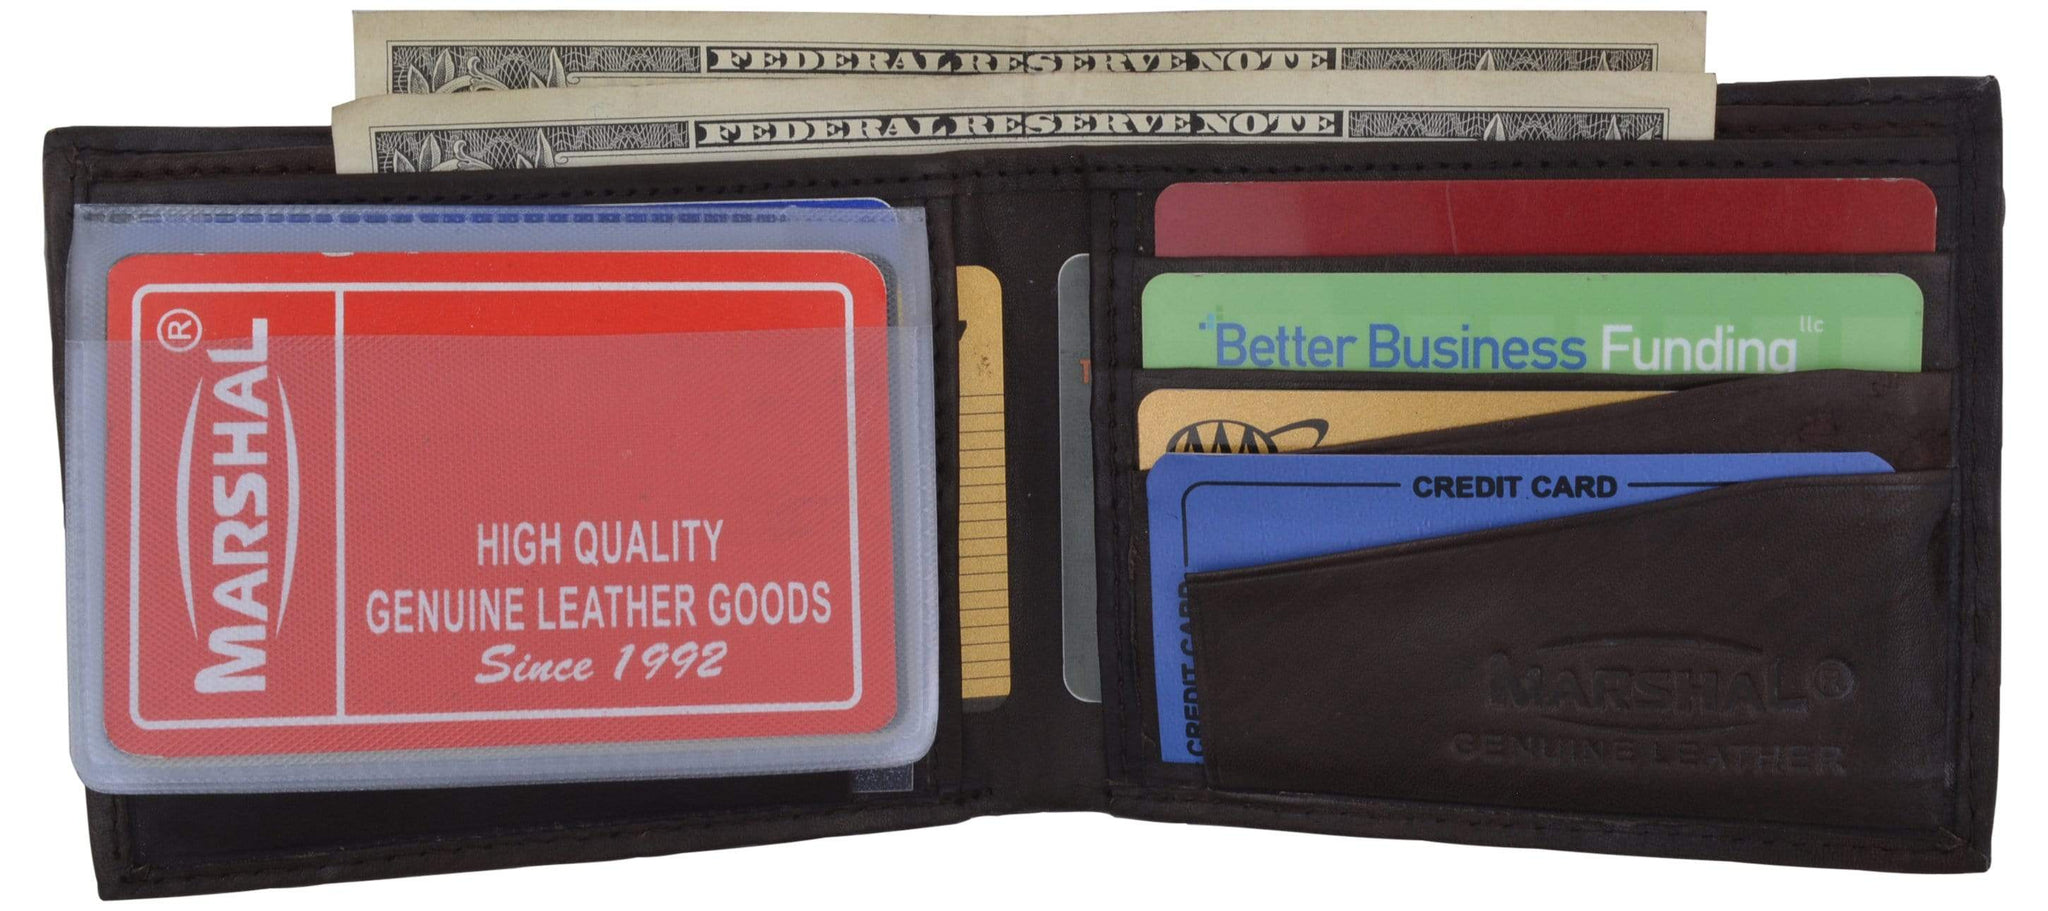 FEDERAL RESERVE NOTE
FEDERAL RESERVE NOTE
MARSHAL®
HIGH QUALITY
GENUINE LEATHER GOODS
Since 1992
Better Business Funding llc
AAA
CREDIT CARD
CREDIT CARD
MARSHAL®
GENUINE LEATHER